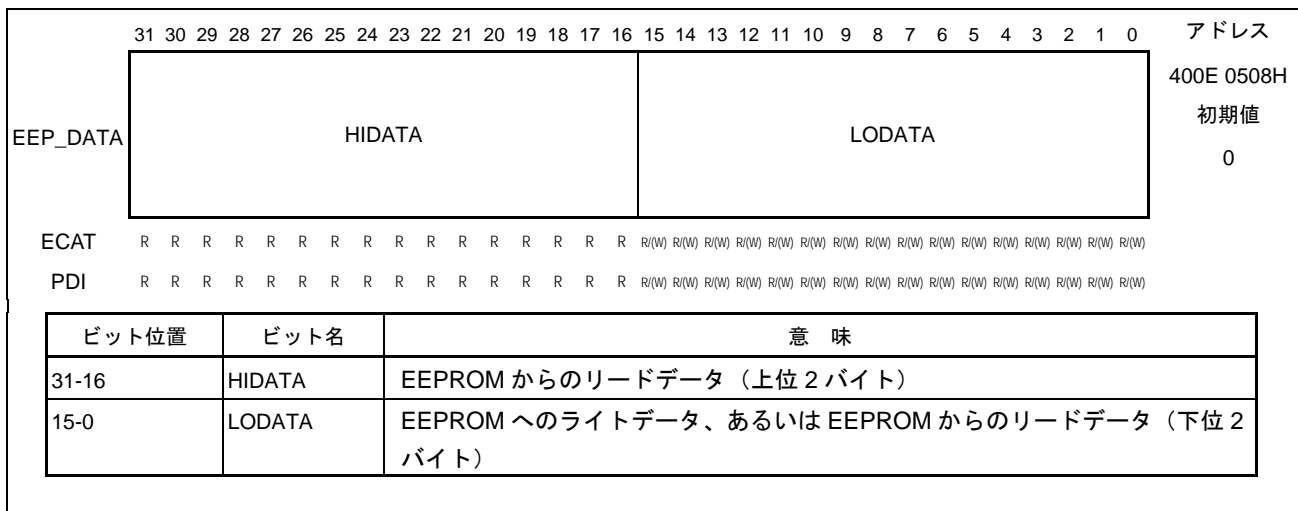 31 30 29 28 27 26 25 24 23 22 21 20 19 18 17 16 15 14 13 12 11 10 9 8 7 6 5 4 3 2 1 0 アドレス
400E 0508H
初期値
EEP_DATA HIDATA LODATA
0
ECAT R R R R R R R R R R R R R R R R R/(W) R/(W) R/(W) R/(W) R/(W) R/(W) R/(W) R/(W) R/(W) R/(W) R/(W) R/(W) R/(W) R/(W) R/(W) R/(W)
PDI R R R R R R R R R R R R R R R R R/(W) R/(W) R/(W) R/(W) R/(W) R/(W) R/(W) R/(W) R/(W) R/(W) R/(W) R/(W) R/(W) R/(W) R/(W) R/(W)
ビット位置 ビット名 意 味
31-16 HIDATA EEPROM からのリードデータ（上位 2 バイト）
15-0 LODATA EEPROM へのライトデータ、あるいは EEPROM からのリードデータ（下位 2
バイト）